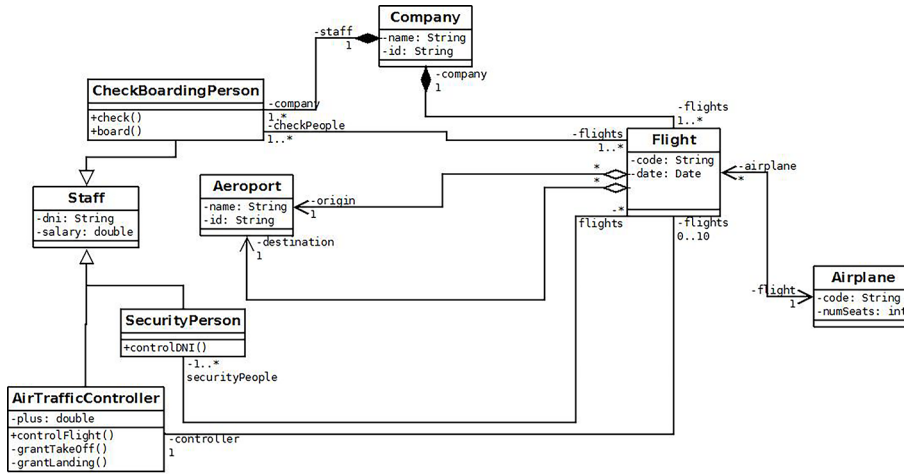 Company
-name: String
-id: String
-staff
1
-company
1
CheckBoardingPerson
+check()
+board()
-company
1..*
-checkPeople
1..*
-flights
1..*
-flights
1..*
Flight
-code: String
-date: Date
-airplane
*
*
*
Staff
-dni: String
-salary: double
Aeroport
-name: String
-id: String
-origin
1
-destination
1
-*
flights
-flights
0..10
Airplane
-code: String
-numSeats: int
-flight
1
SecurityPerson
+controlDNI()
-1..*
securityPeople
AirTrafficController
-plus: double
+controlFlight()
-grantTakeOff()
-grantLanding()
-controller
1